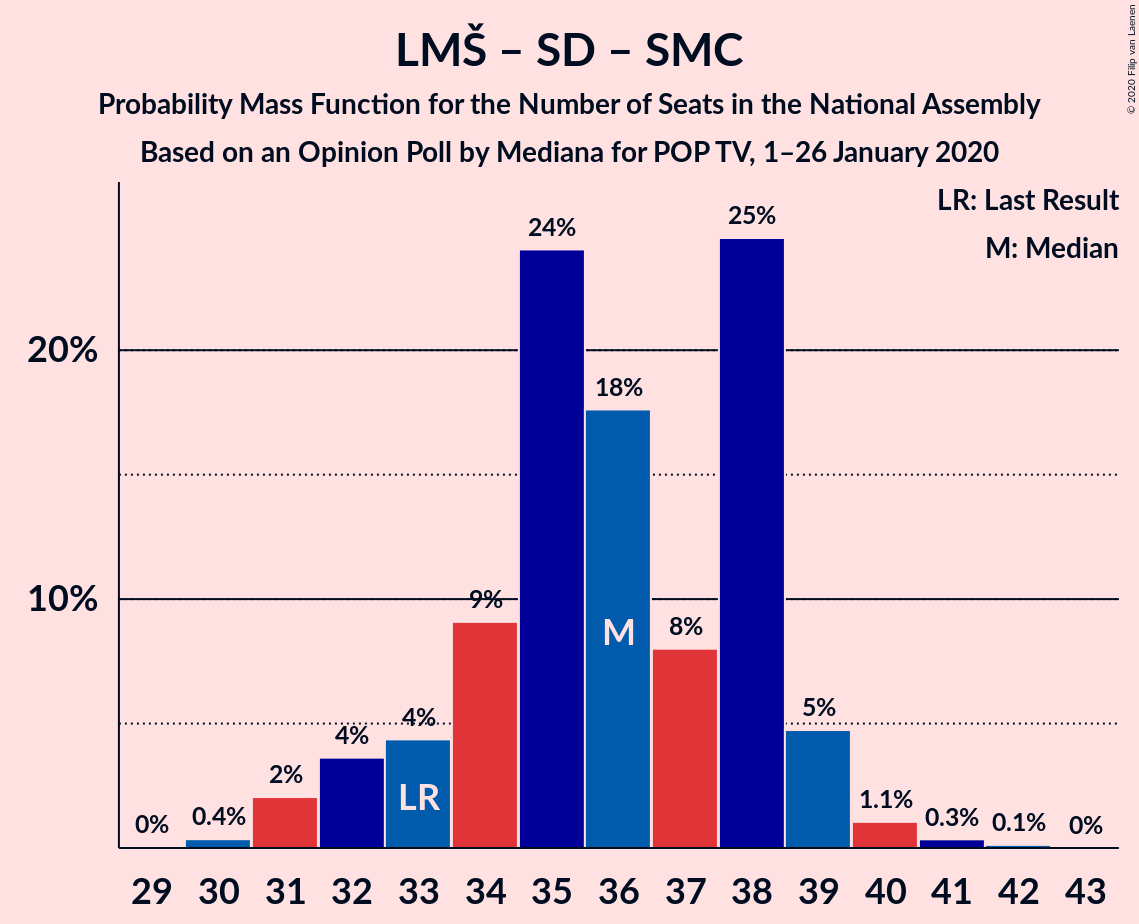 LMŠ – SD – SMC
Probability Mass Function for the Number of Seats in the National Assembly
Based on an Opinion Poll by Mediana for POP TV, 1–26 January 2020
© 2020 Filip van Laenen
LR: Last Result
M: Median
20%
10%
0% 0.4% 2% 4% 4% 9% 24% 18% 8% 25% 5% 1.1% 0.3% 0.1% 0%
LR M
29 30 31 32 33 34 35 36 37 38 39 40 41 42 43